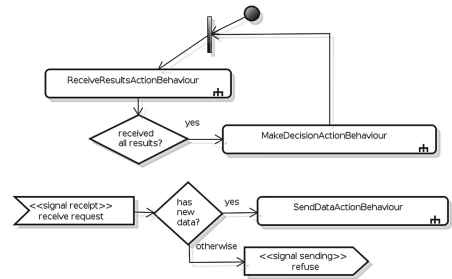 ReceiveResultsActionBehaviour
received
all results?
yes
MakeDecisionActionBehaviour
<<signal receipt>>
receive request
has
new
data?
yes
SendDataActionBehaviour
otherwise
<<signal sending>>
refuse